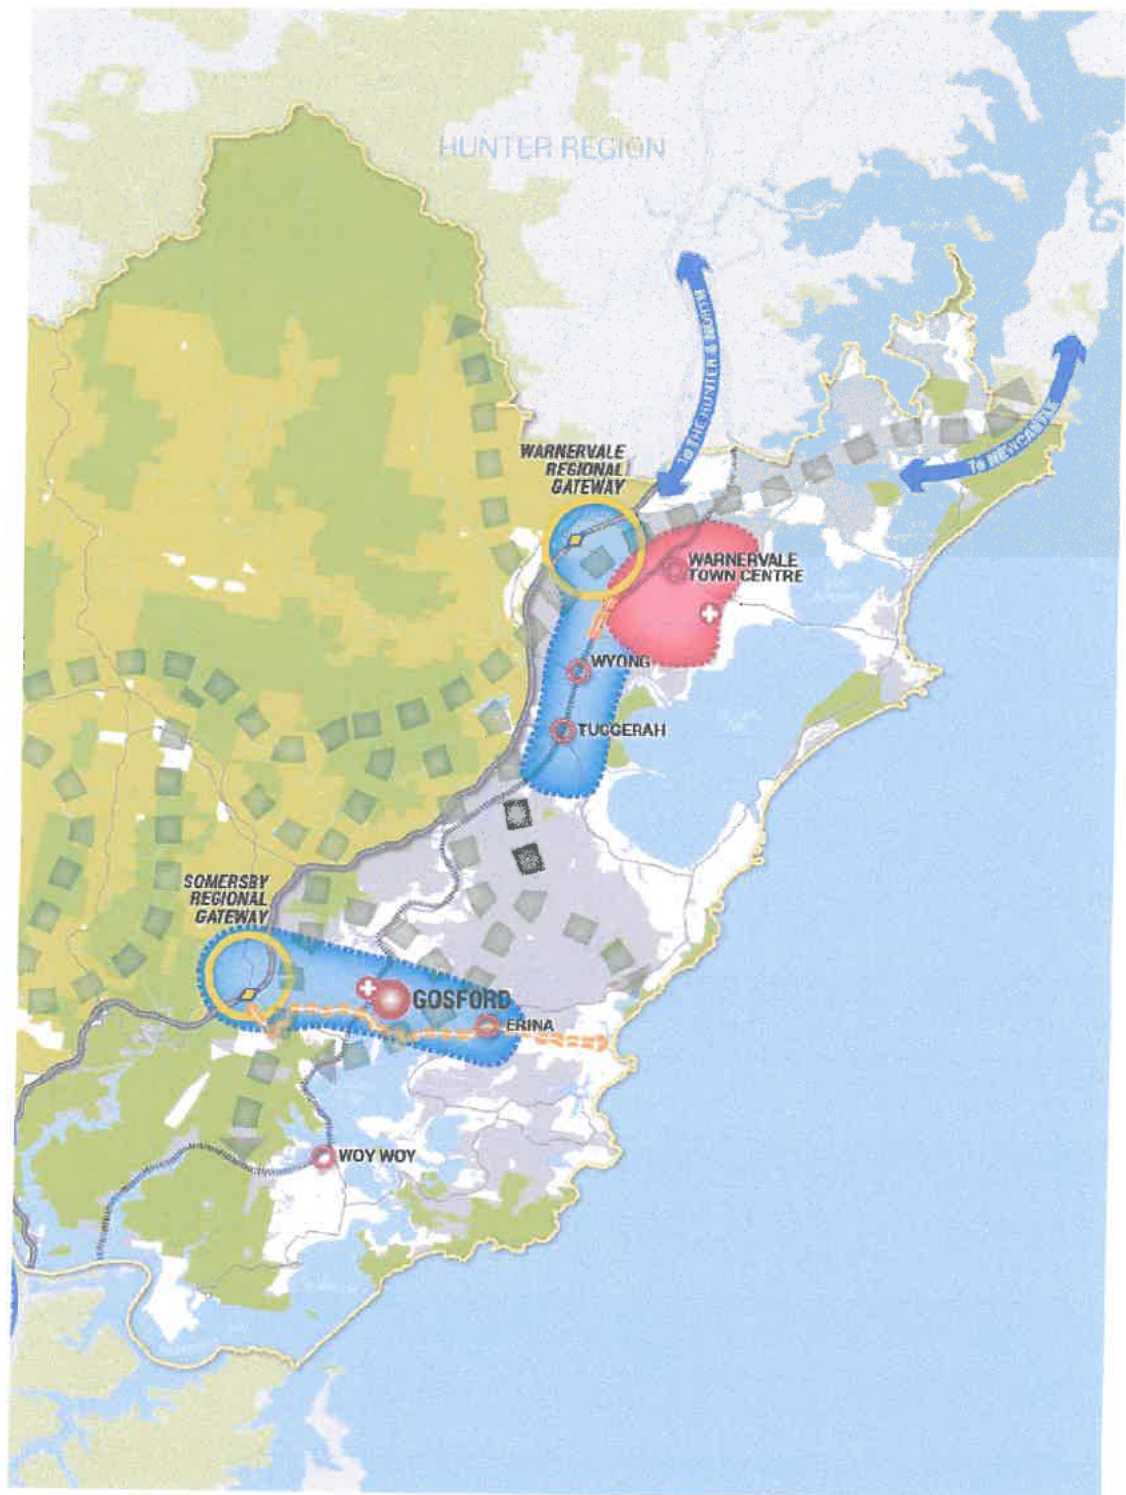 HUNTER REGION
To THE HUNTER & NORTH
To NEWCASTLE
WARNERVALE
REGIONAL
GATEWAY
WARNERVALE
TOWN CENTRE
WYONG
TUGGERAH
SOMERSBY
REGIONAL
GATEWAY
GOSFORD
ERINA
WOY WOY